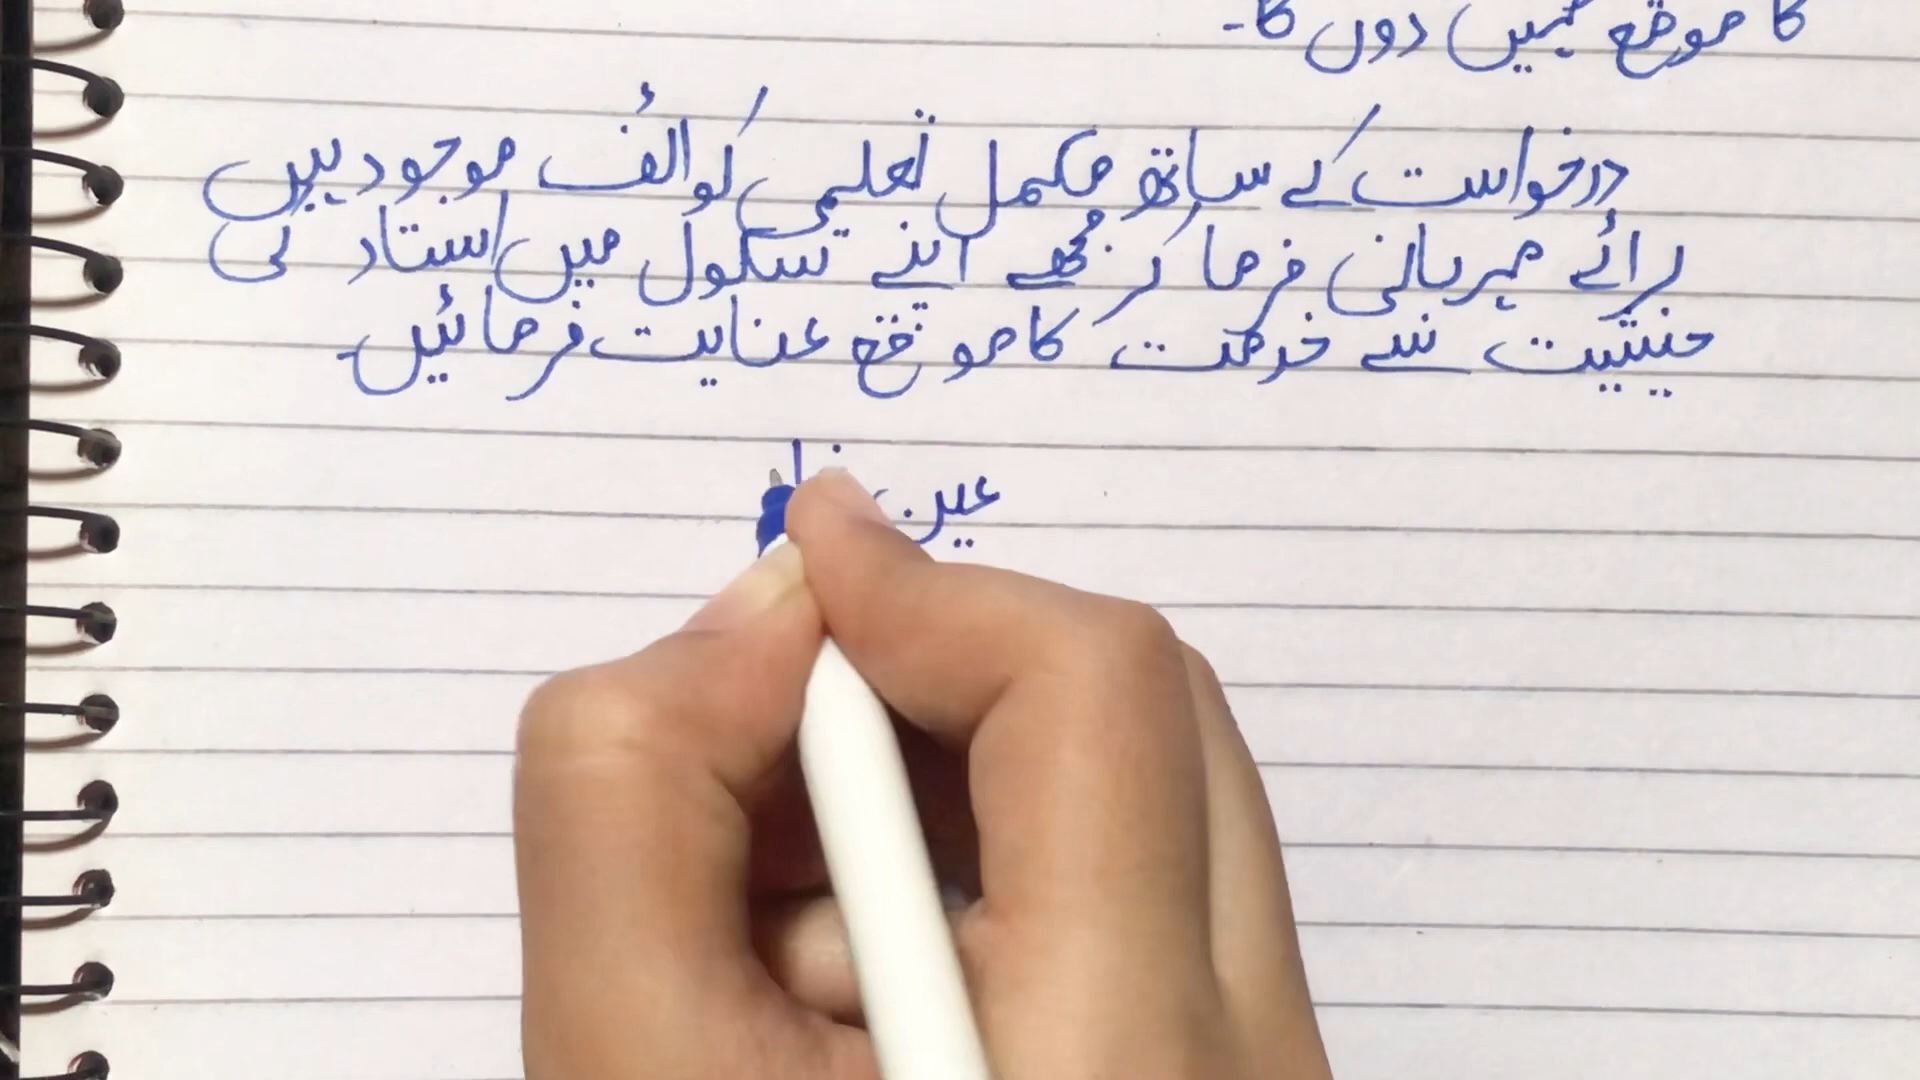 کا موقع نہیں دوں گا۔
درخواست کے ساتھ مکمل تعلیمی کوائف موجود ہیں
برائے مہربانی فرما کر مجھے اپنے سکول میں استاد کی
حیثیت سے خدمت کا موقع عنایت فرمائیں۔
عین